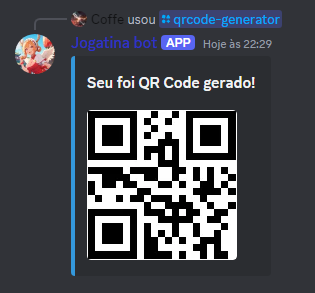 Coffe usou qrcode-generator
Jogatina bot APP Hoje às 22:29
Seu foi QR Code gerado!